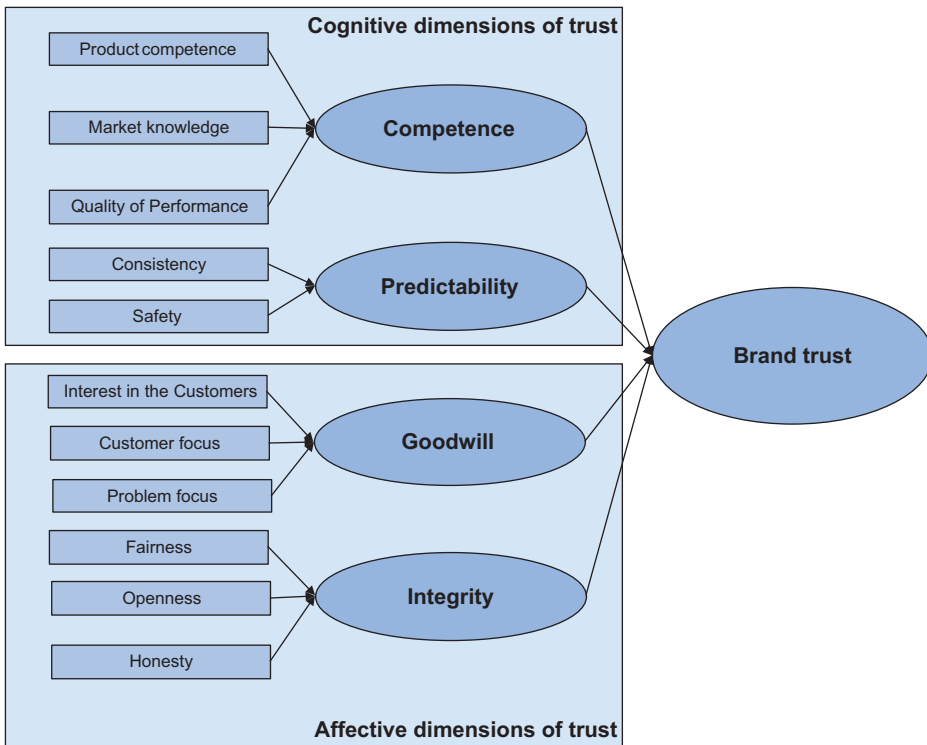 Cognitive dimensions of trust
Product competence
Market knowledge
Quality of Performance
Competence
Consistency
Safety
Predictability
Brand trust
Interest in the Customers
Customer focus
Problem focus
Goodwill
Fairness
Openness
Honesty
Integrity
Affective dimensions of trust